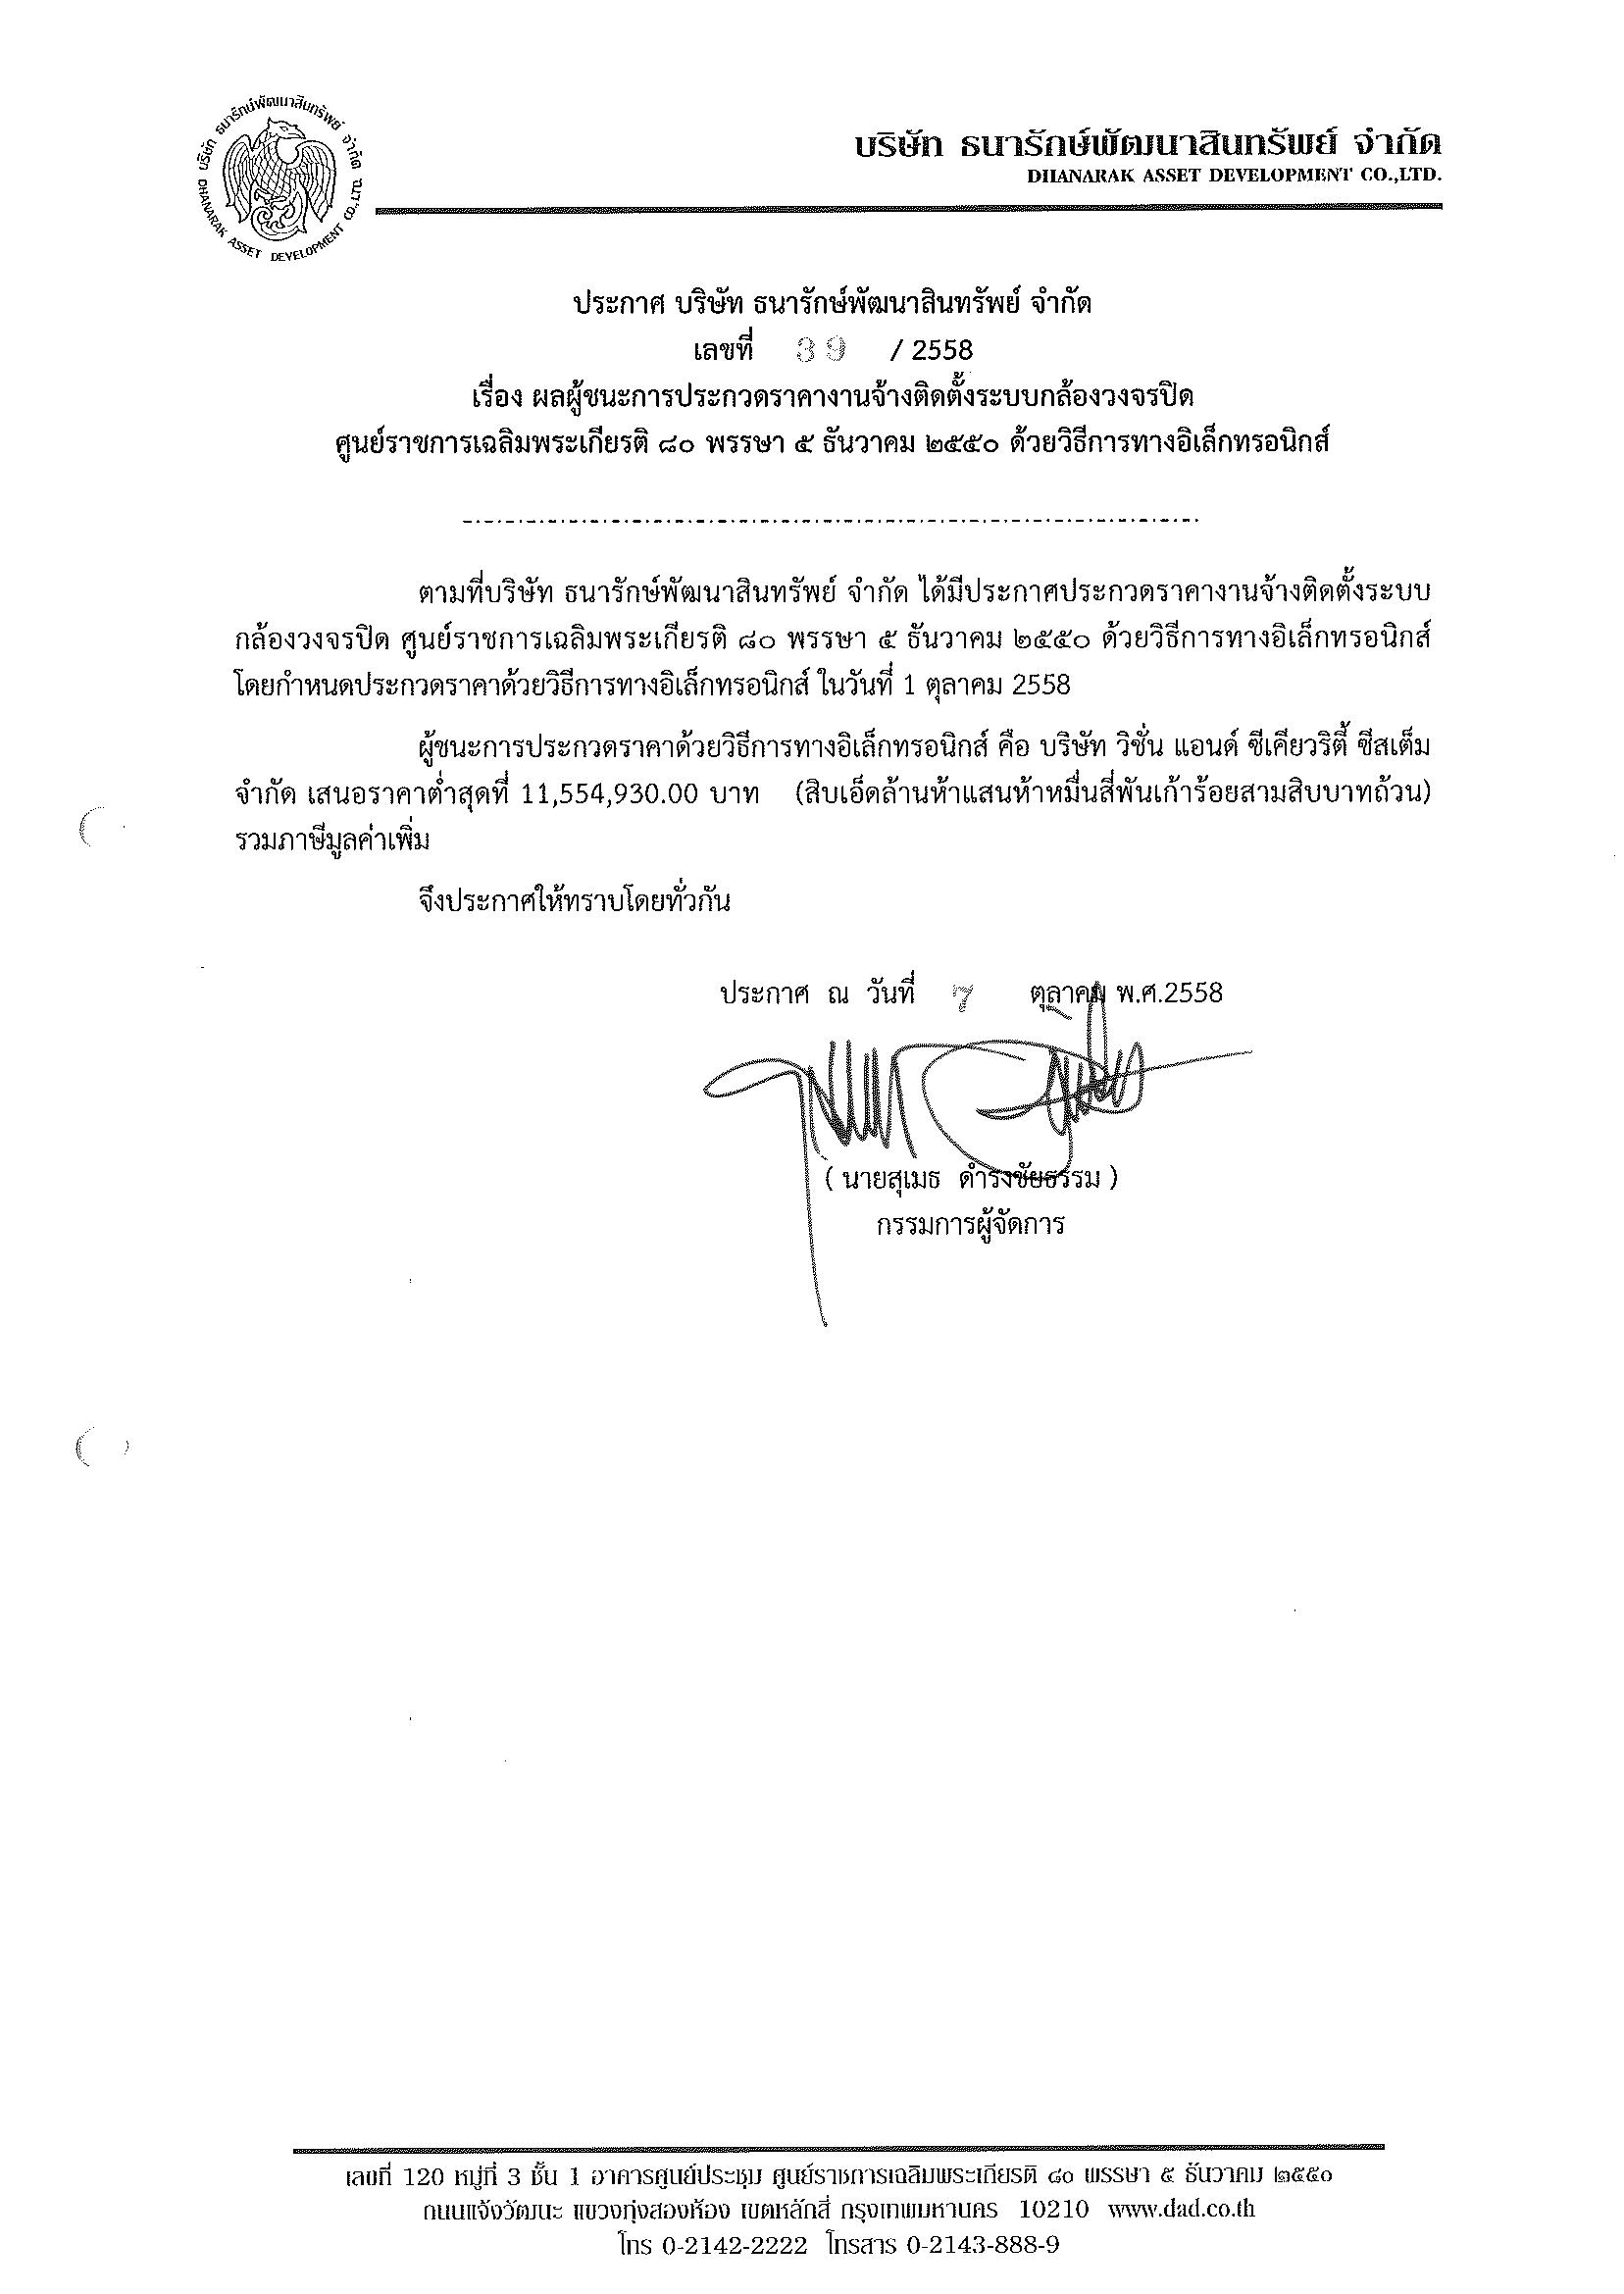 บริษัท ธนารักษ์พัฒนาสินทรัพย์ จำกัด
DHANARAK ASSET DEVELOPMENT CO.,LTD.
บริษัท ธนารักษ์พัฒนาสินทรัพย์ จำกัด
DHANARAK ASSET DEVELOPMENT CO.,LTD.
ประกาศ บริษัท ธนารักษ์พัฒนาสินทรัพย์ จำกัด
เลขที่ 39 / 2558
เรื่อง ผลผู้ชนะการประกวดราคางานจ้างติดตั้งระบบกล้องวงจรปิด
ศูนย์ราชการเฉลิมพระเกียรติ ๘๐ พรรษา ๕ ธันวาคม ๒๕๕๐ ด้วยวิธีการทางอิเล็กทรอนิกส์
ตามที่บริษัท ธนารักษ์พัฒนาสินทรัพย์ จำกัด ได้มีประกาศประกวดราคางานจ้างติดตั้งระบบ
กล้องวงจรปิด ศูนย์ราชการเฉลิมพระเกียรติ ๘๐ พรรษา ๕ ธันวาคม ๒๕๕๐ ด้วยวิธีการทางอิเล็กทรอนิกส์
โดยกำหนดประกวดราคาด้วยวิธีการทางอิเล็กทรอนิกส์ ในวันที่ 1 ตุลาคม 2558
ผู้ชนะการประกวดราคาด้วยวิธีการทางอิเล็กทรอนิกส์ คือ บริษัท วิชั่น แอนด์ ซีเคียวริตี้ ซีสเต็ม
จำกัด เสนอราคาต่ำสุดที่ 11,554,930.00 บาท (สิบเอ็ดล้านห้าแสนห้าหมื่นสี่พันเก้าร้อยสามสิบบาทถ้วน)
รวมภาษีมูลค่าเพิ่ม
จึงประกาศให้ทราบโดยทั่วกัน
ประกาศ ณ วันที่ 7 ตุลาคม พ.ศ.2558
( นายสุเมธ ดำรงชัยธรรม )
กรรมการผู้จัดการ
เลขที่ 120 หมู่ที่ 3 ชั้น 1 อาคารศูนย์ประชุม ศูนย์ราชการเฉลิมพระเกียรติ ๘๐ พรรษา ๕ ธันวาคม ๒๕๕๐
ถนนแจ้งวัฒนะ แขวงทุ่งสองห้อง เขตหลักสี่ กรุงเทพมหานคร 10210 www.dad.co.th
โทร 0-2142-2222 โทรสาร 0-2143-888-9